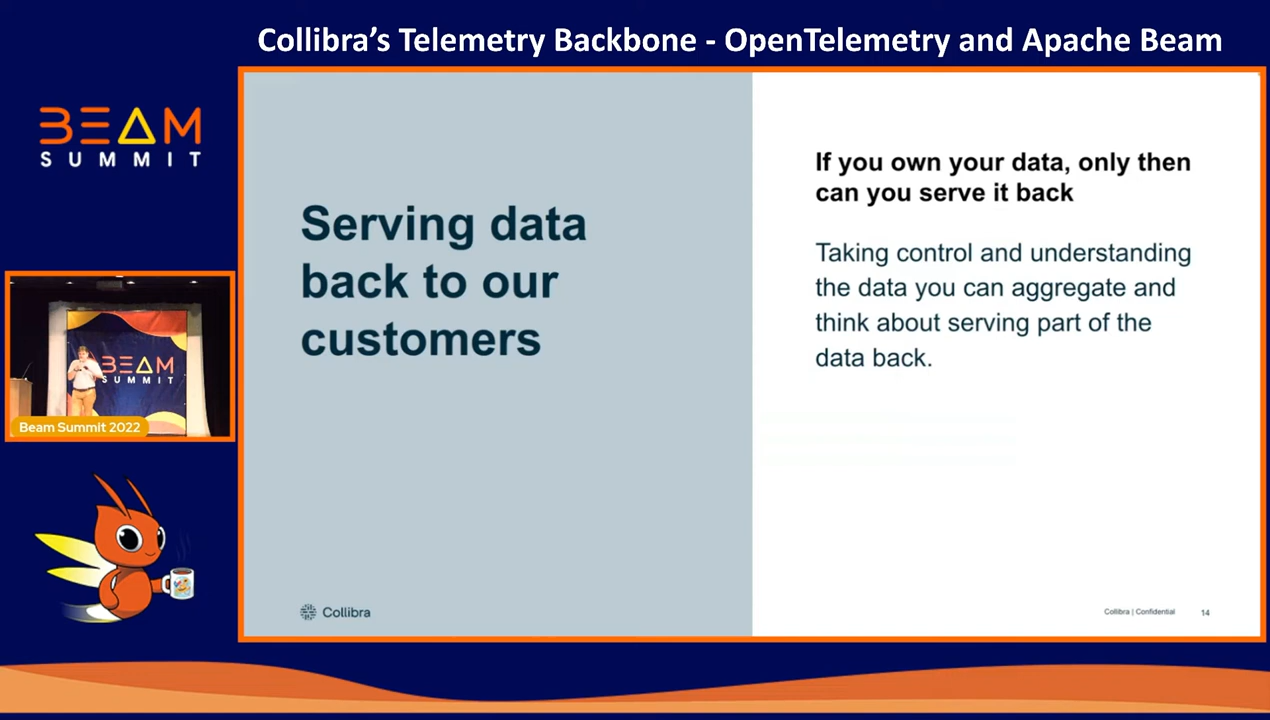 Collibra's Telemetry Backbone - OpenTelemetry and Apache Beam
BEAM
SUMMIT
Serving data
back to our
customers
If you own your data, only then
can you serve it back
Taking control and understanding
the data you can aggregate and
think about serving part of the
data back.
BEAM
SUMMIT
Beam Summit 2022
Collibra
Collibra | Confidential
14